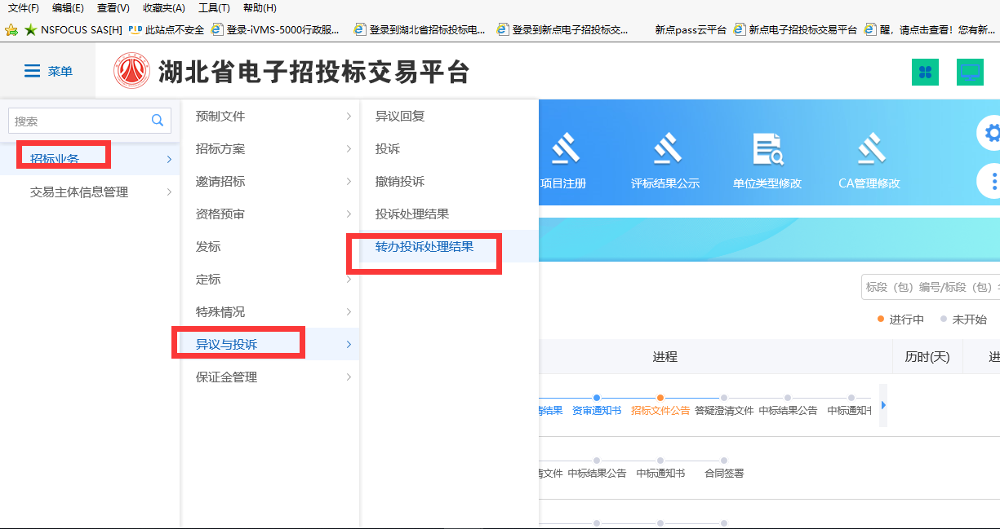 文件(F) 编辑(E) 查看(V) 收藏夹(A) 工具(T) 帮助(H)
NSFOCUS SAS[H] 此站点不安全 登录-iVMS-5000行政服... 登录到湖北省招标投标电... 登录到新点电子招投标交... 新点pass云平台 新点电子招投标交易平台 醒，请点击查看！您有新...
菜单 湖北省电子招投标交易平台
搜索
招标业务
交易主体信息管理
预制文件
招标方案
邀请招标
资格预审
发标
定标
特殊情况
异议与投诉
保证金管理
异议回复
投诉
撤销投诉
投诉处理结果
转办投诉处理结果
项目注册 评标结果公示 单位类型修改 CA管理修改
标段（包）编号/标段（包）
进行中 未开始
进程 历时(天) 进
结果 资审通知书 招标文件公告 答疑澄清文件 中标结果公告 中标通知
文件 中标结果公告 中标通知书 合同签署